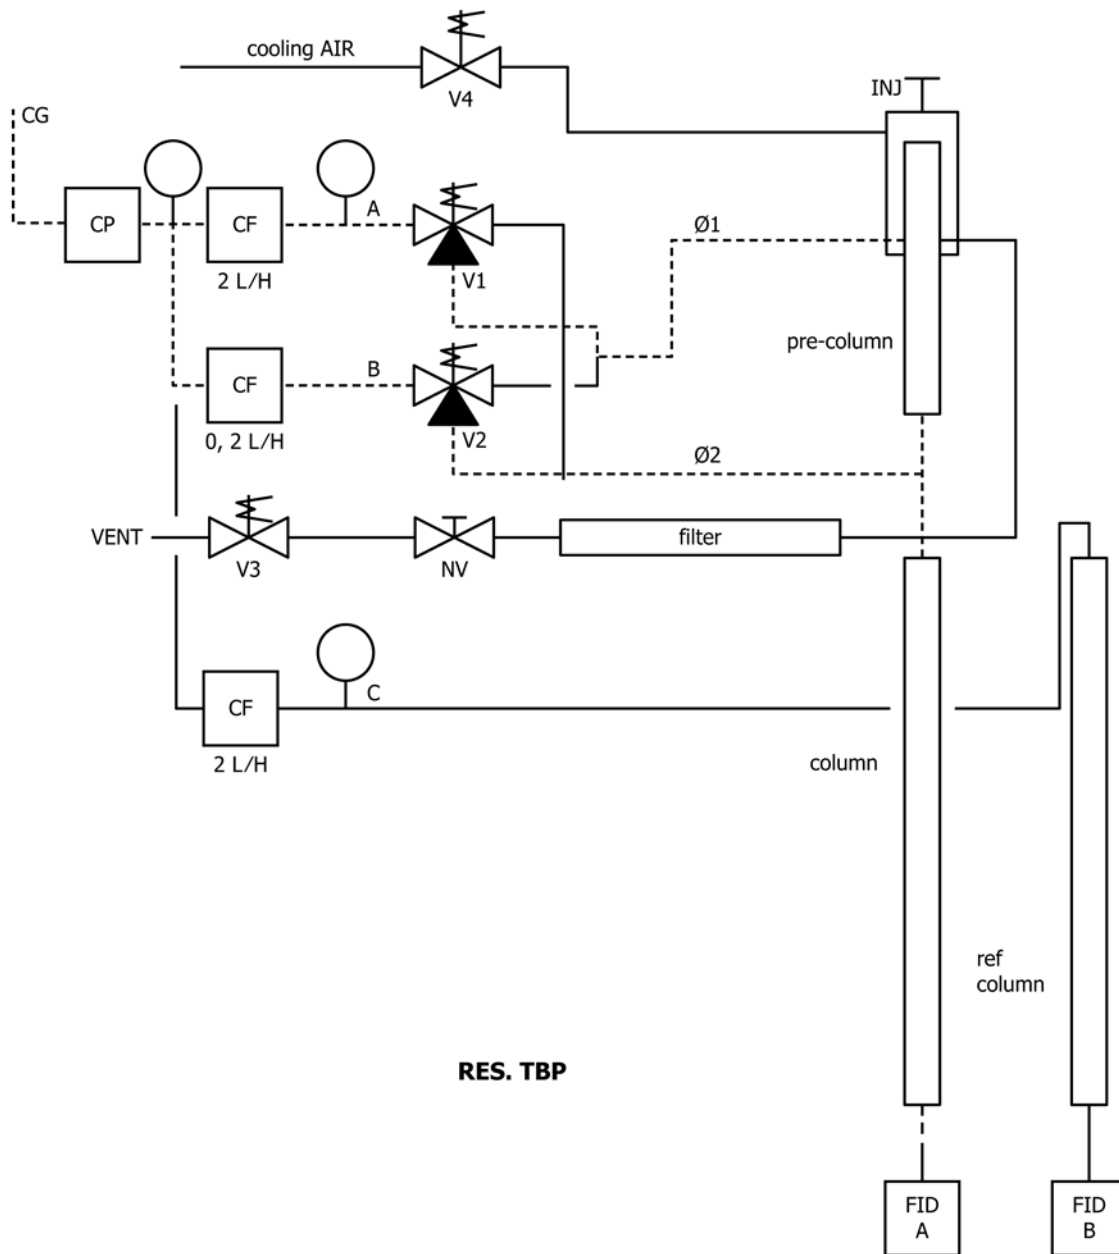 cooling AIR
V4
INJ
CG
A
Ø1
CP
CF
V1
2 L/H
pre-column
B
CF
V2
0, 2 L/H
Ø2
VENT
filter
V3
NV
C
CF
2 L/H
column
ref
column
RES. TBP
FID
A
FID
B